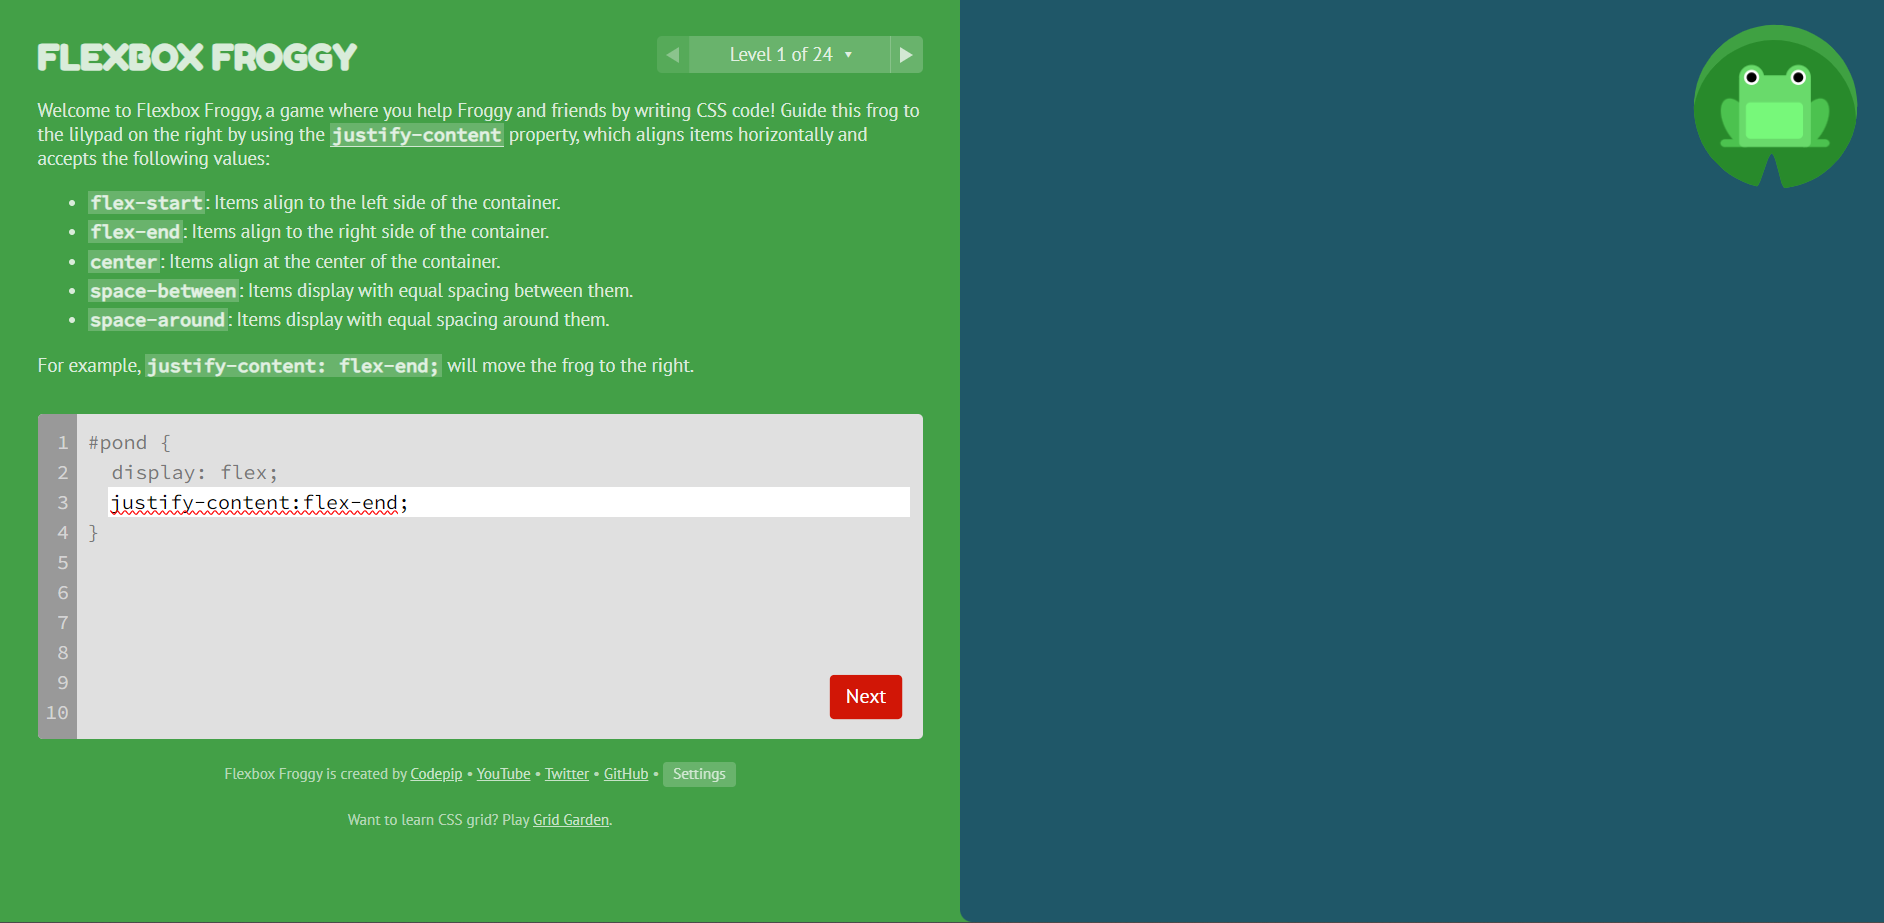 FLEXBOX FROGGY
Level 1 of 24
Welcome to Flexbox Froggy, a game where you help Froggy and friends by writing CSS code! Guide this frog to
the lilypad on the right by using the justify-content property, which aligns items horizontally and
accepts the following values:
• flex-start: Items align to the left side of the container.
• flex-end: Items align to the right side of the container.
• center: Items align at the center of the container.
• space-between: Items display with equal spacing between them.
• space-around: Items display with equal spacing around them.
For example, justify-content: flex-end; will move the frog to the right.
1 #pond {
2 display: flex;
3 justify-content:flex-end;
4 }
5
6
7
8
9
10
Next
Flexbox Froggy is created by Codepip • YouTube • Twitter • GitHub • Settings
Want to learn CSS grid? Play Grid Garden.